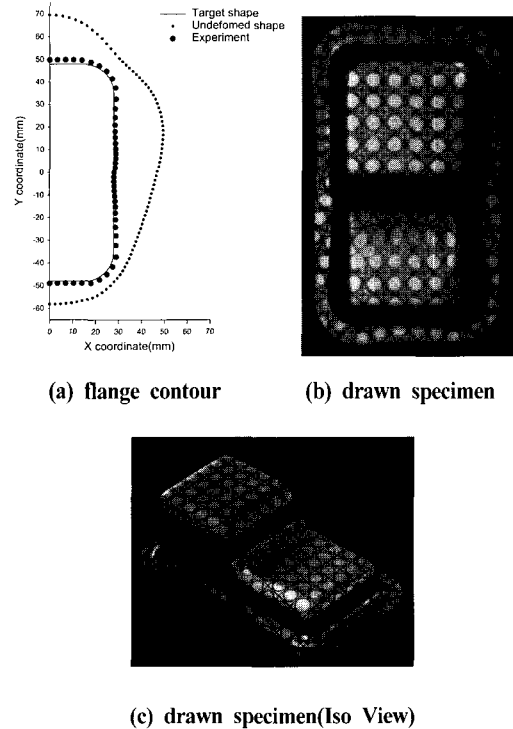 Target shape
Undefomed shape
Experiment
70
60
50
40
30
20
10
0
-10
-20
-30
-40
-50
-60
Y coordinate(mm)
0 10 20 30 40 50 60 70
X coordinate(mm)
(a) flange contour
(b) drawn specimen
(c) drawn specimen(Iso View)